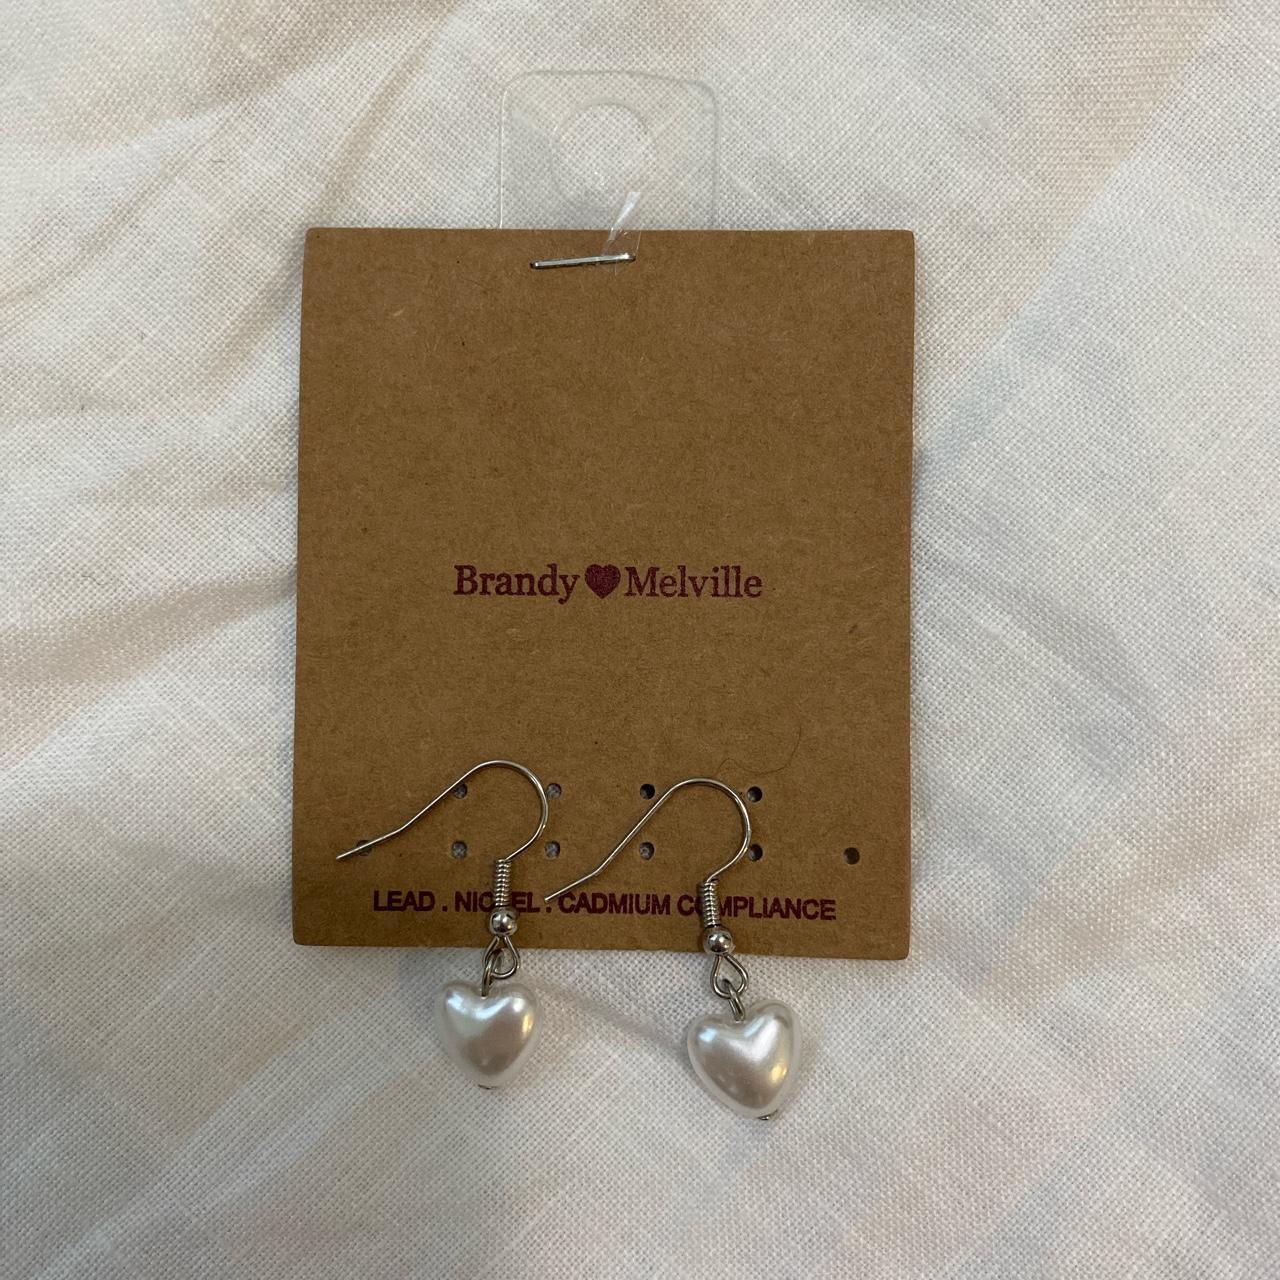 Brandy♥Melville
LEAD . NICKEL . CADMIUM COMPLIANCE